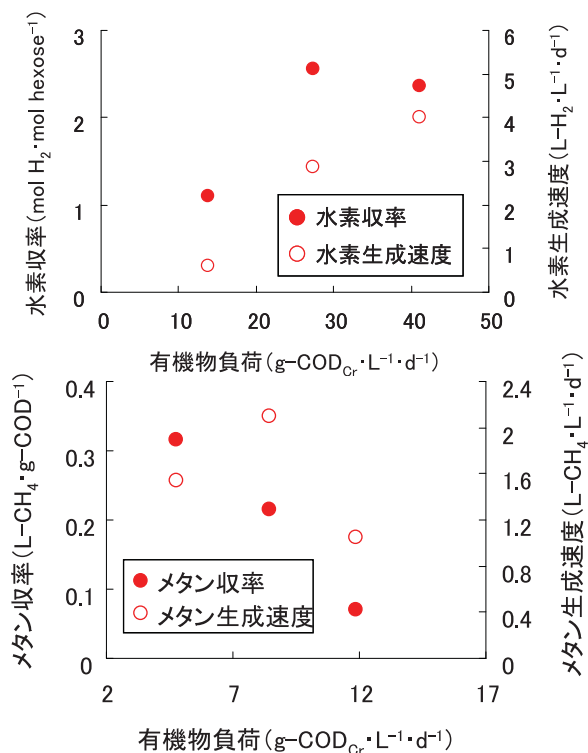 水素収率(mol H₂・mol hexose⁻¹)
3
2
1
0
6
5
4
3
2
1
0
水素生成速度(L−H₂・L⁻¹・d⁻¹)
水素収率
水素生成速度
0 10 20 30 40 50
有機物負荷(g−COD_Cr・L⁻¹・d⁻¹)
メタン収率(L−CH₄・g−COD⁻¹)
0.4
0.3
0.2
0.1
0
2.4
2
1.6
1.2
0.8
0.4
0
メタン生成速度(L−CH₄・L⁻¹・d⁻¹)
メタン収率
メタン生成速度
2 7 12 17
有機物負荷(g−COD_Cr・L⁻¹・d⁻¹)